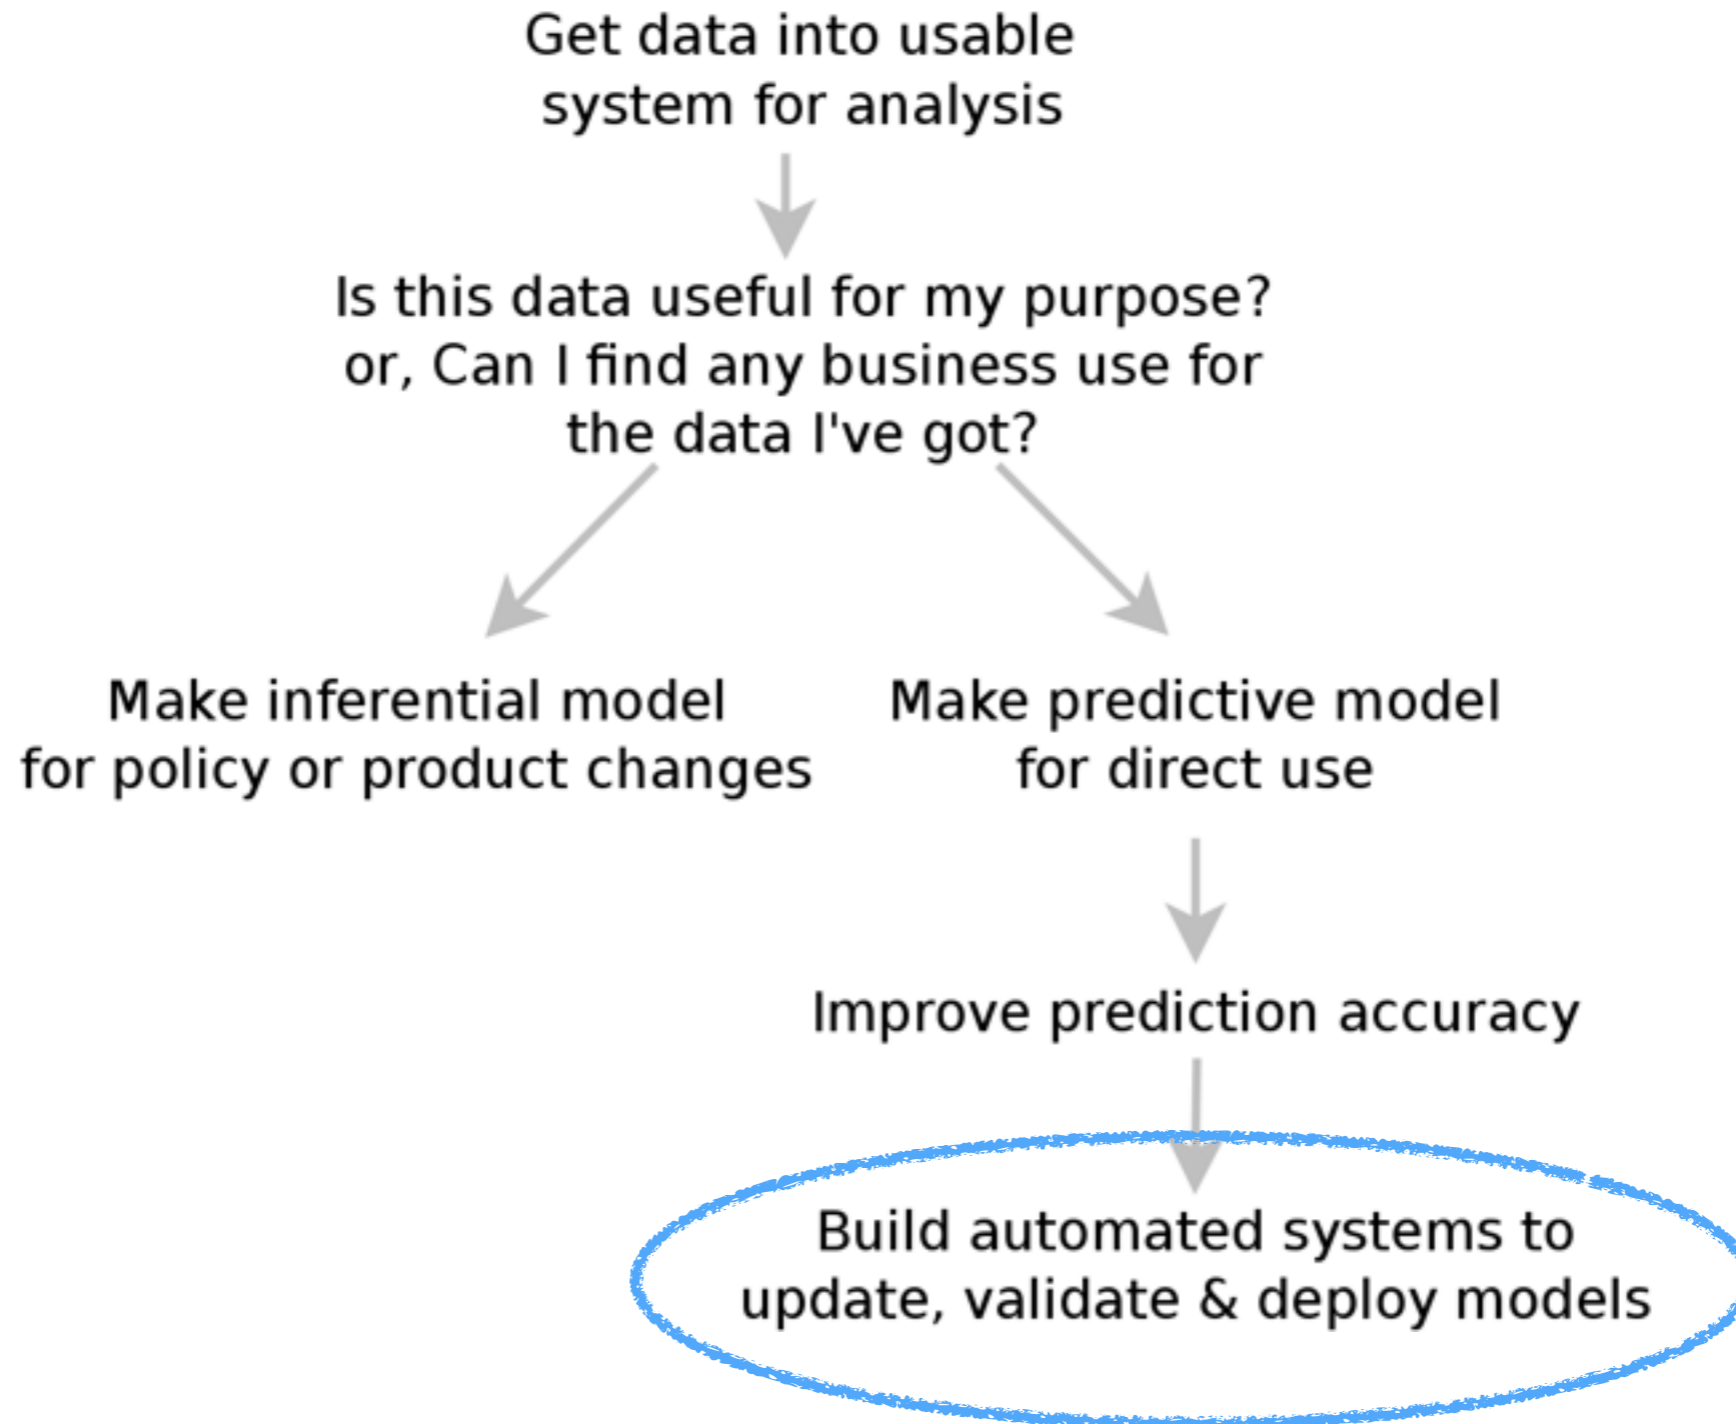 Get data into usable
system for analysis
Is this data useful for my purpose?
or, Can I find any business use for
the data I've got?
Make inferential model
for policy or product changes
Make predictive model
for direct use
Improve prediction accuracy
Build automated systems to
update, validate & deploy models